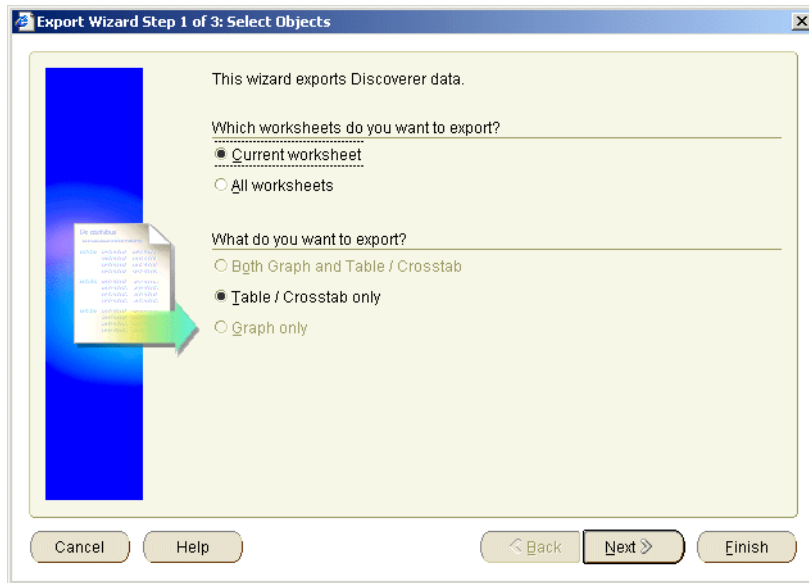 Export Wizard Step 1 of 3: Select Objects
This wizard exports Discoverer data.
Which worksheets do you want to export?
Current worksheet
All worksheets
What do you want to export?
Both Graph and Table / Crosstab
Table / Crosstab only
Graph only
Cancel Help Back Next Finish